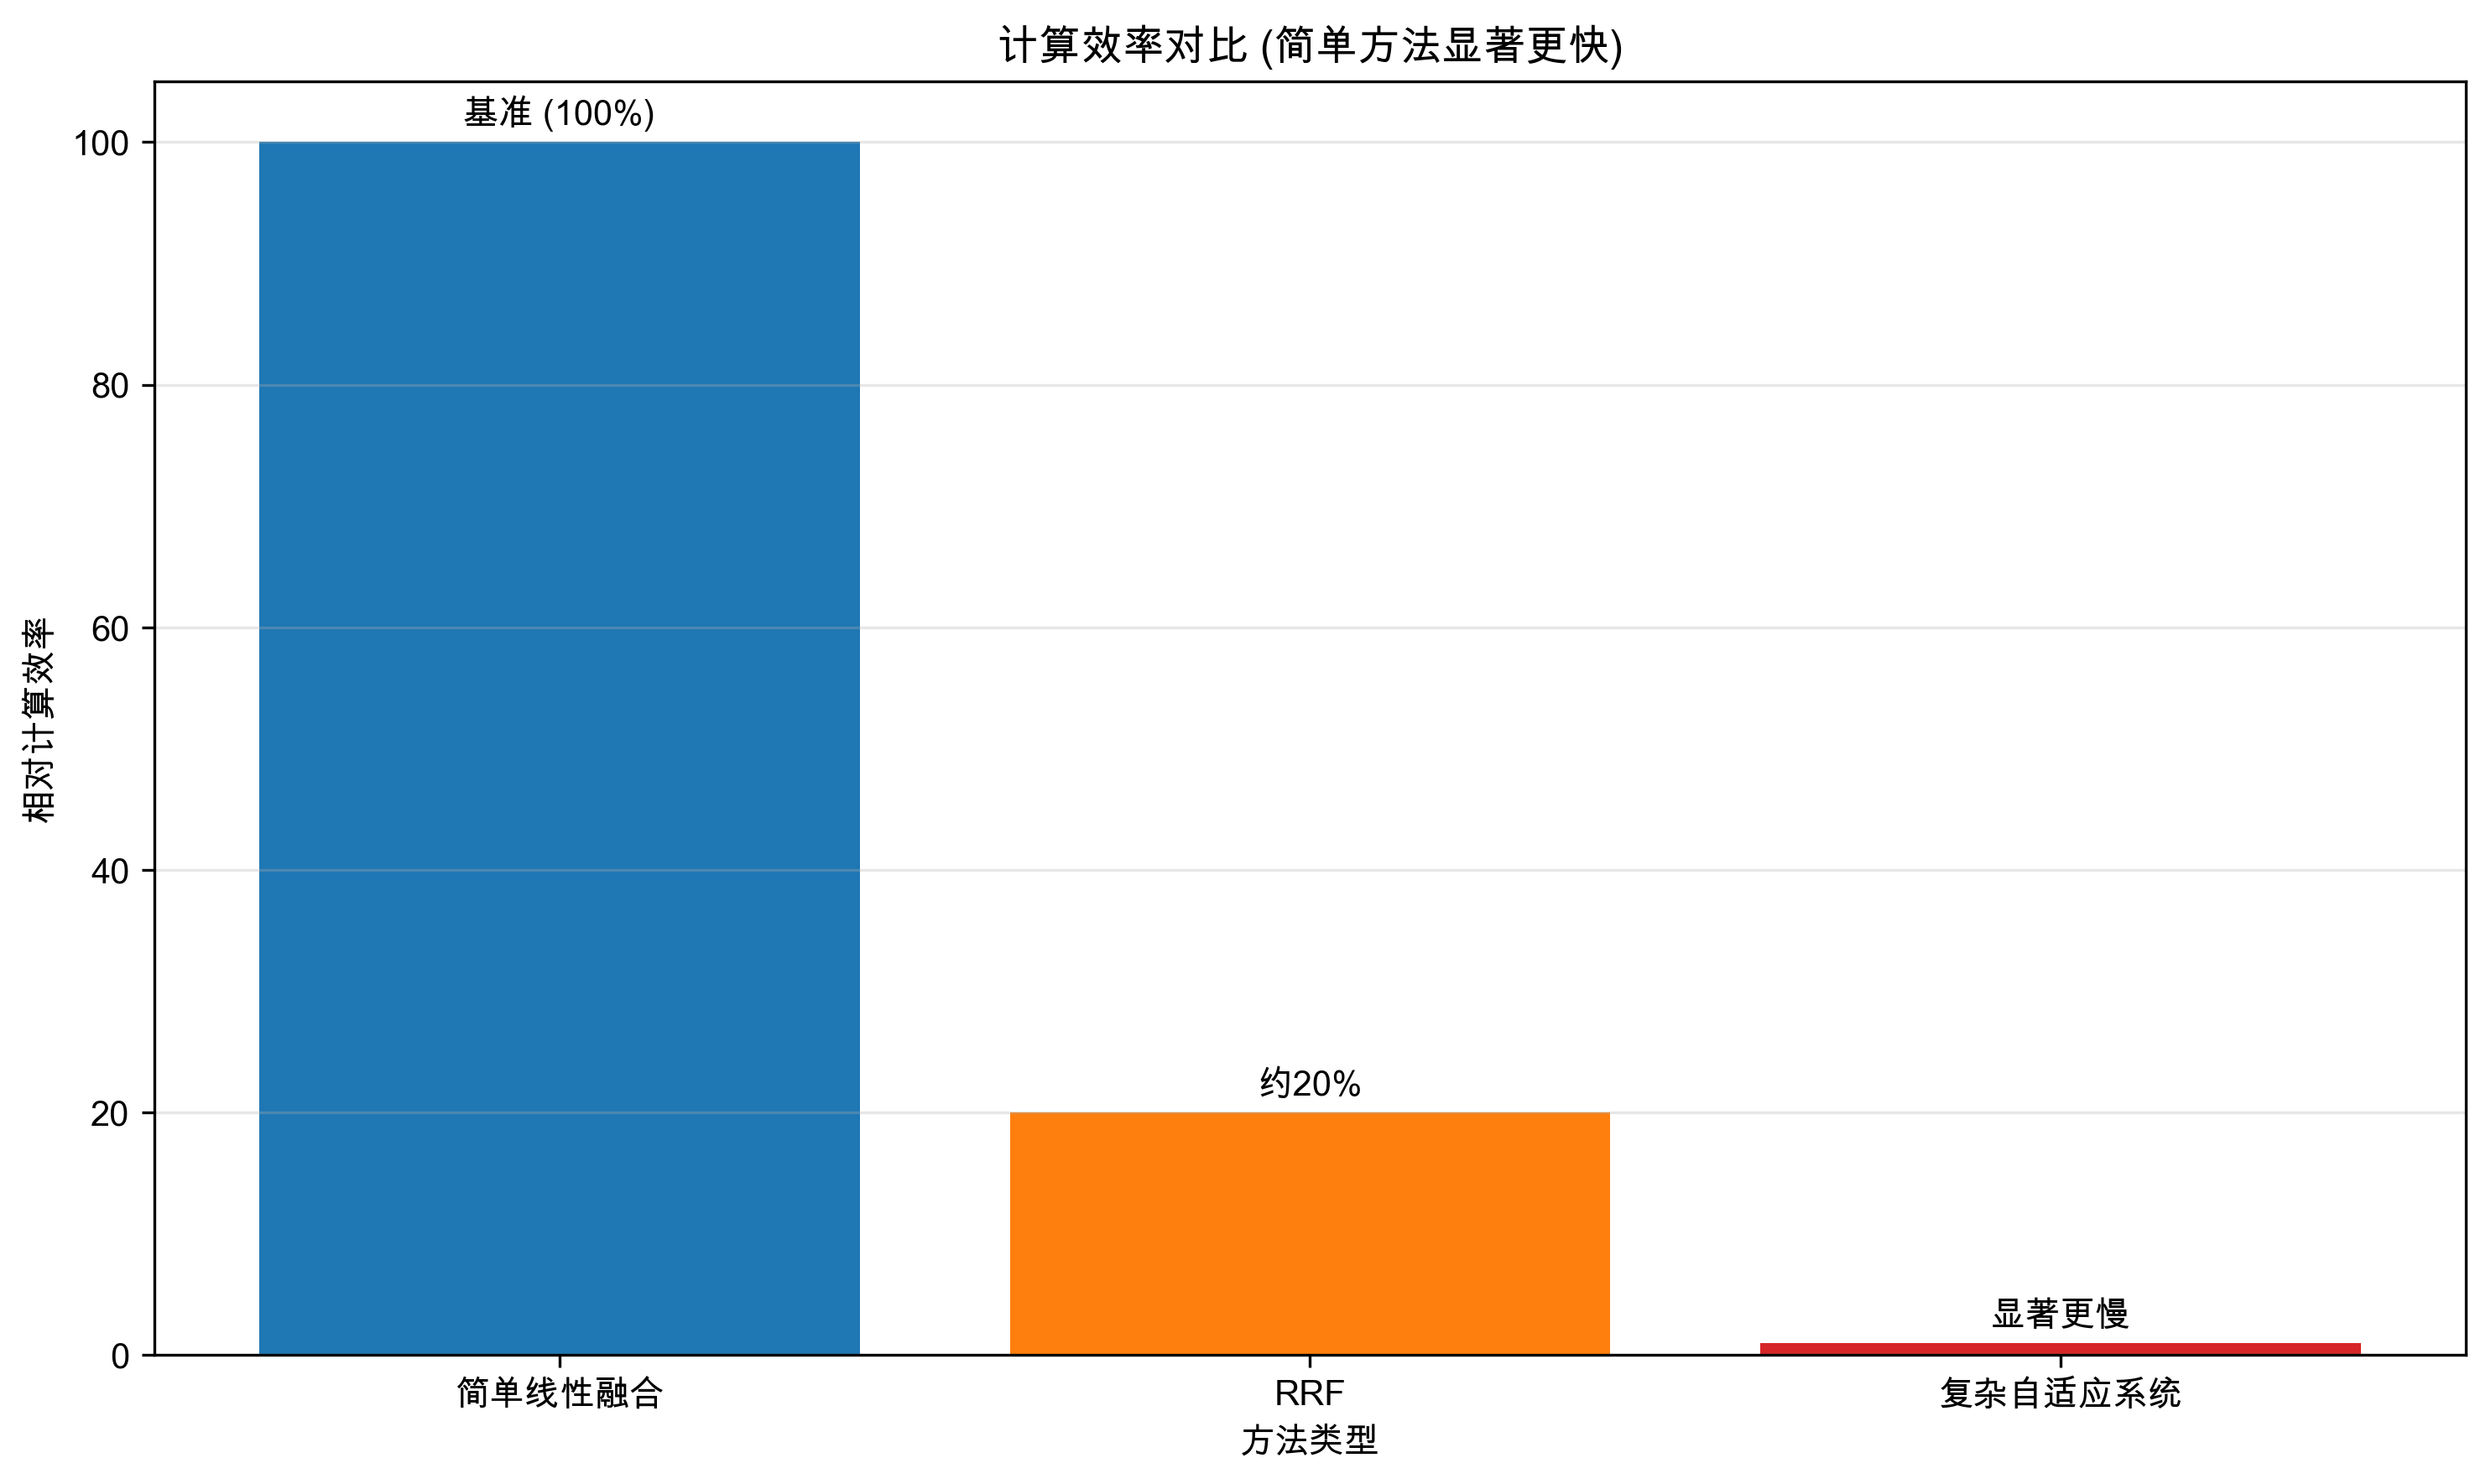 计算效率对比 (简单方法显著更快)
基准 (100%)
100
80
60
40
20
0
相对计算效率
约20%
显著更慢
简单线性融合
RRF
复杂自适应系统
方法类型